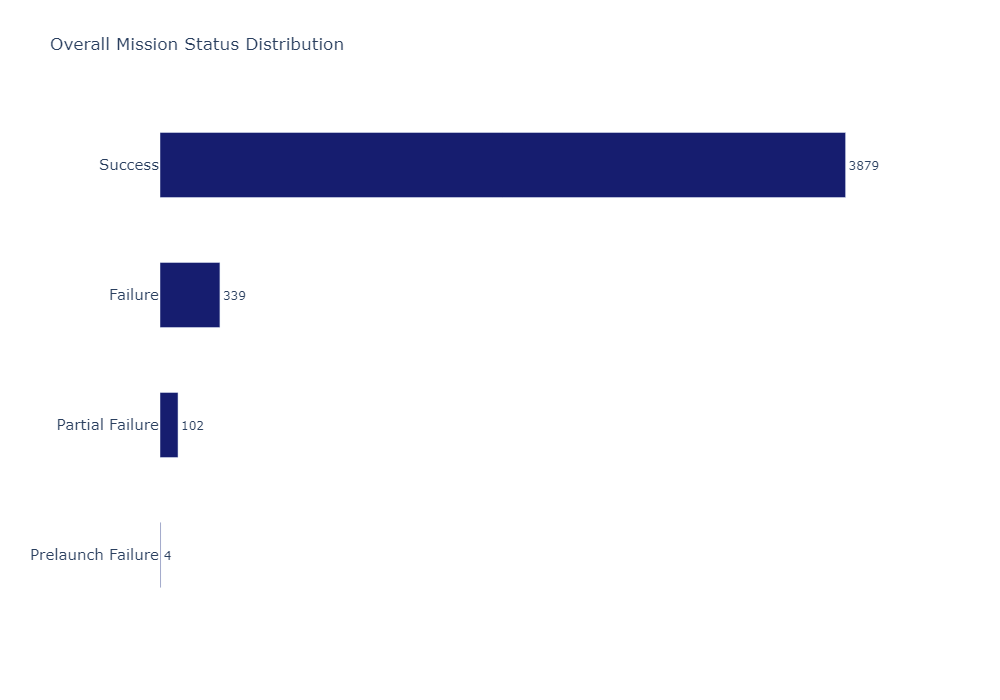 Overall Mission Status Distribution
Success 3879
Failure 339
Partial Failure 102
Prelaunch Failure 4